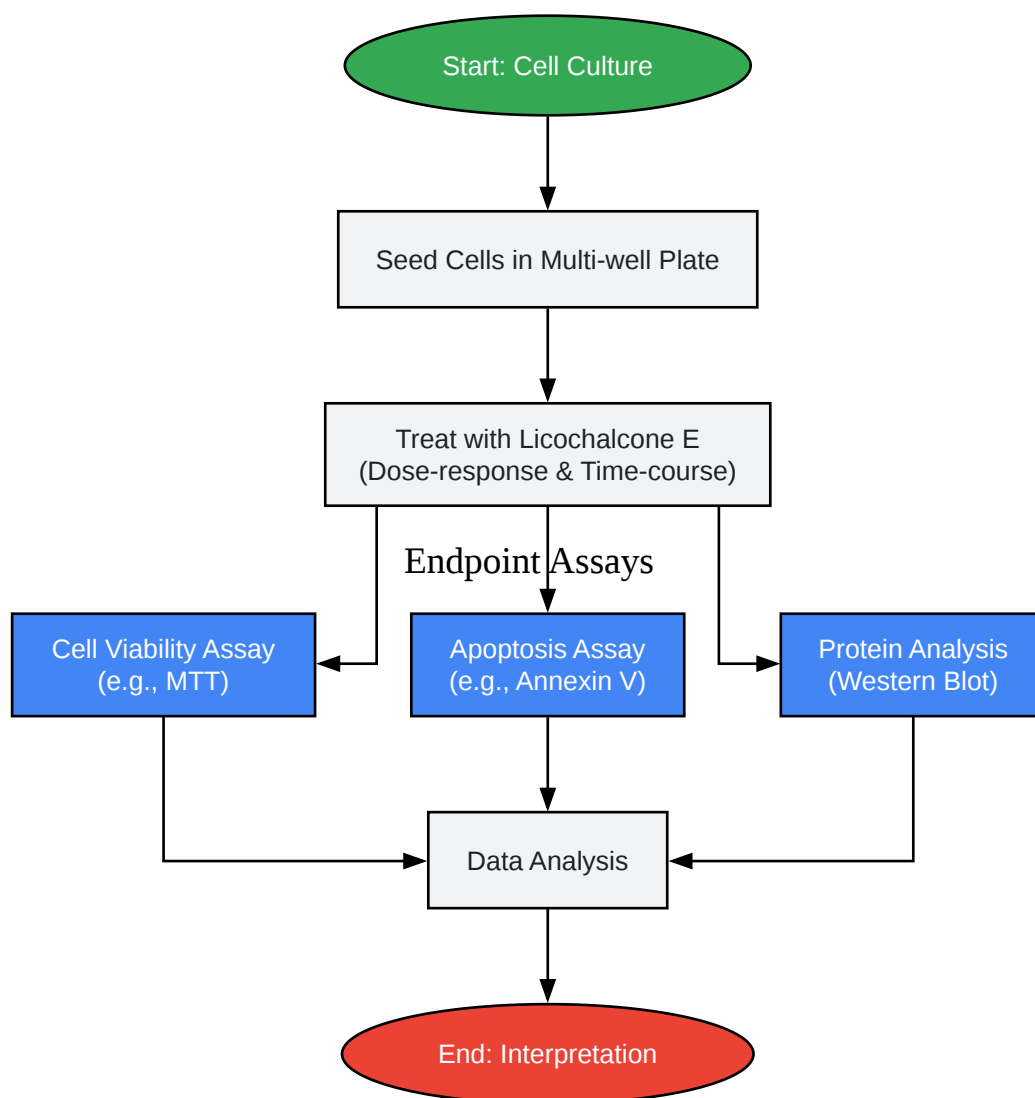 Start: Cell Culture
Seed Cells in Multi-well Plate
Treat with Licochalcone E
(Dose-response & Time-course)
Endpoint Assays
Cell Viability Assay
(e.g., MTT)
Apoptosis Assay
(e.g., Annexin V)
Protein Analysis
(Western Blot)
Data Analysis
End: Interpretation